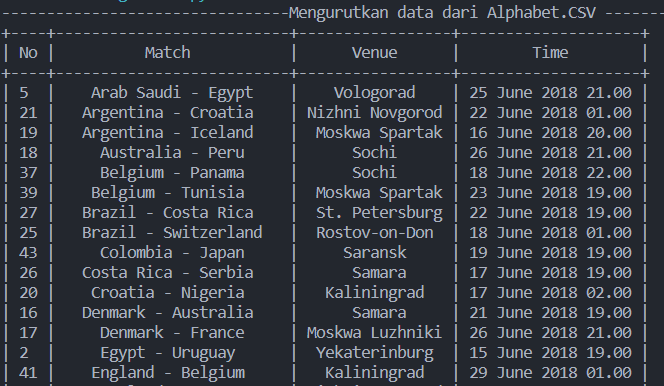 -------------------------------Mengurutkan data dari Alphabet.CSV -------
| No | Match | Venue | Time |
| 5 | Arab Saudi - Egypt | Vologorad | 25 June 2018 21.00 |
| 21 | Argentina - Croatia | Nizhni Novgorod | 22 June 2018 01.00 |
| 19 | Argentina - Iceland | Moskwa Spartak | 16 June 2018 20.00 |
| 18 | Australia - Peru | Sochi | 26 June 2018 21.00 |
| 37 | Belgium - Panama | Sochi | 18 June 2018 22.00 |
| 39 | Belgium - Tunisia | Moskwa Spartak | 23 June 2018 19.00 |
| 27 | Brazil - Costa Rica | St. Petersburg | 22 June 2018 19.00 |
| 25 | Brazil - Switzerland | Rostov-on-Don | 18 June 2018 01.00 |
| 43 | Colombia - Japan | Saransk | 19 June 2018 19.00 |
| 26 | Costa Rica - Serbia | Samara | 17 June 2018 19.00 |
| 20 | Croatia - Nigeria | Kaliningrad | 17 June 2018 02.00 |
| 16 | Denmark - Australia | Samara | 21 June 2018 19.00 |
| 17 | Denmark - France | Moskwa Luzhniki | 26 June 2018 21.00 |
| 2 | Egypt - Uruguay | Yekaterinburg | 15 June 2018 19.00 |
| 41 | England - Belgium | Kaliningrad | 29 June 2018 01.00 |